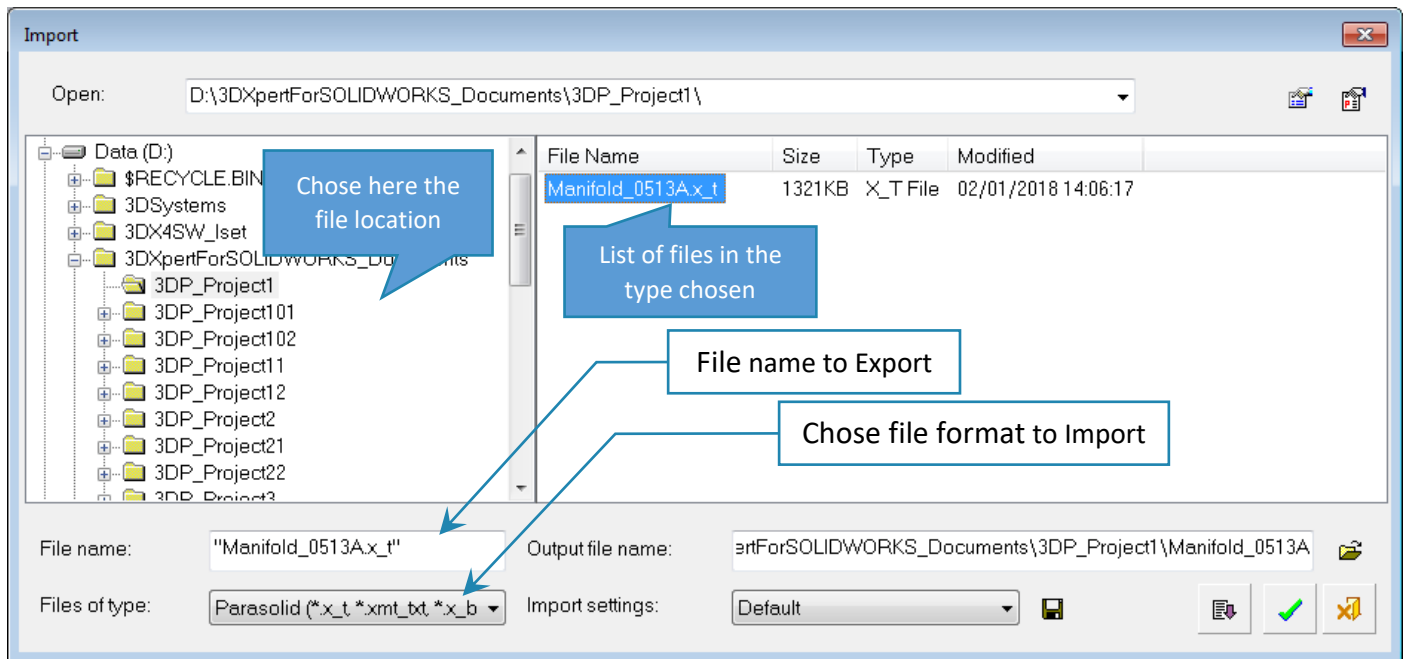 Import
Open:
D:\3DXpertForSOLIDWORKS_Documents\3DP_Project1\
Data (D:)
$RECYCLE.BIN
3DSystems
3DX4SW_Iset
3DXpertForSOLIDWORKS_Documents
3DP_Project1
3DP_Project101
3DP_Project102
3DP_Project11
3DP_Project12
3DP_Project2
3DP_Project21
3DP_Project22
3DP_Project3
Chose here the
file location
File Name Size Type Modified
Manifold_0513A.x_t 1321KB X_T File 02/01/2018 14:06:17
List of files in the
type chosen
File name to Export
Chose file format to Import
File name:
"Manifold_0513A.x_t"
Output file name:
ertForSOLIDWORKS_Documents\3DP_Project1\Manifold_0513A
Files of type:
Parasolid (*.x_t, *.xmt_txt, *.x_b
Import settings:
Default